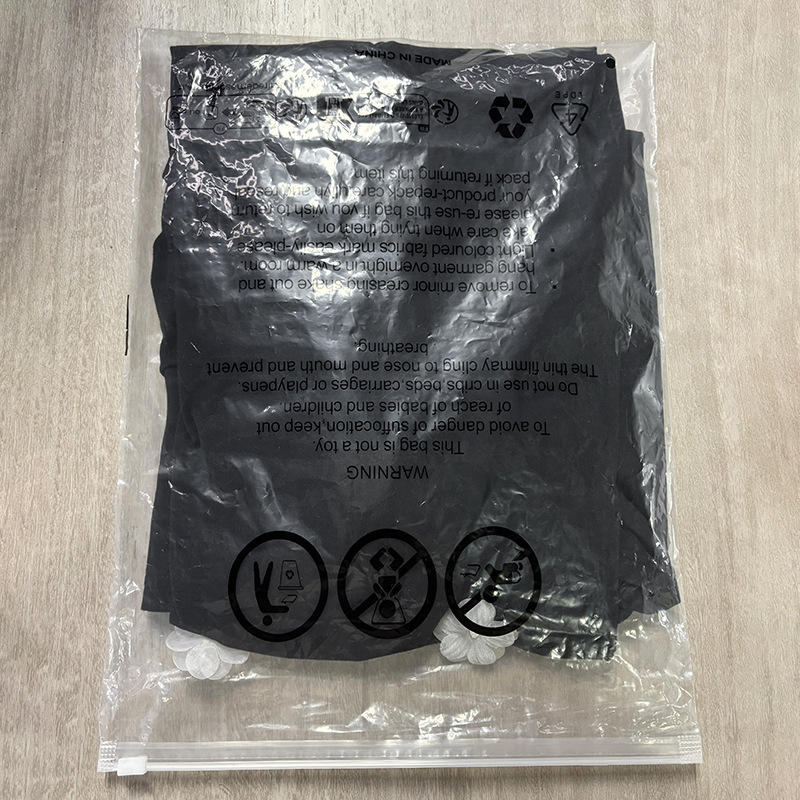 WARNING
This bag is not a toy.
To avoid danger of suffocation,keep out
of reach of babies and children.
Do not use in cribs,beds,carriages or playpens.
The thin filmmay cling to nose and mouth and prevent
breathing.
• To remove minor creasing shake out and
hang garment overnight in a warm room.
• Light coloured fabrics mark easily-please
take care when trying them on
please re-use this bag if you wish to return
your product-repack carefully and reseal
pack if returning this item
4
LDPE
MADE IN CHINA